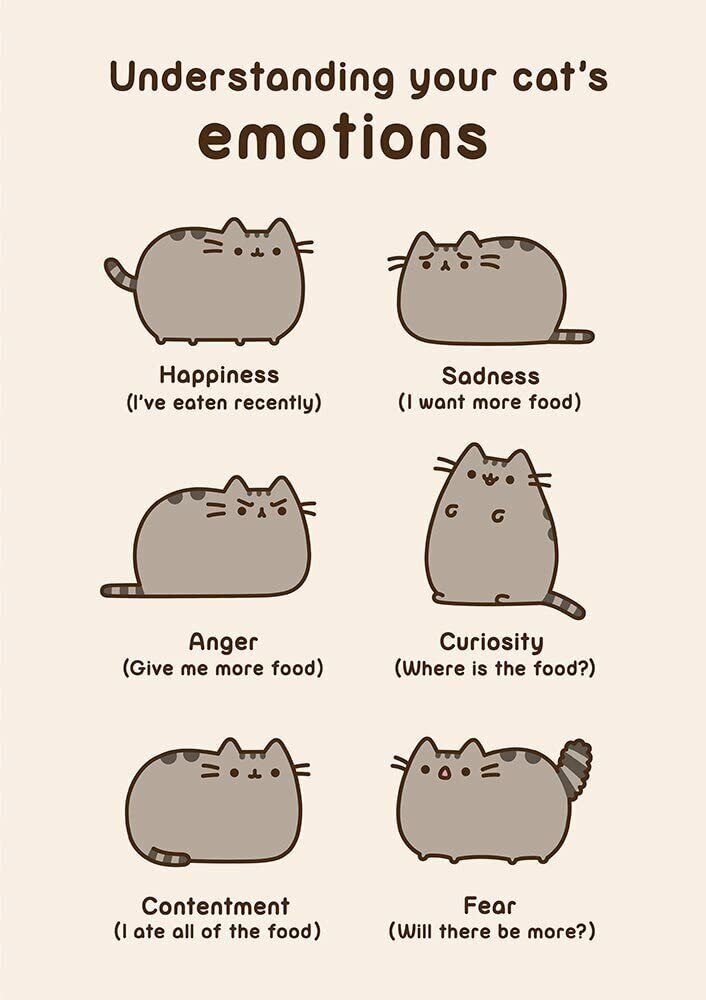 Understanding your cat's
emotions
Happiness
(I've eaten recently)
Sadness
(I want more food)
Anger
(Give me more food)
Curiosity
(Where is the food?)
Contentment
(I ate all of the food)
Fear
(Will there be more?)